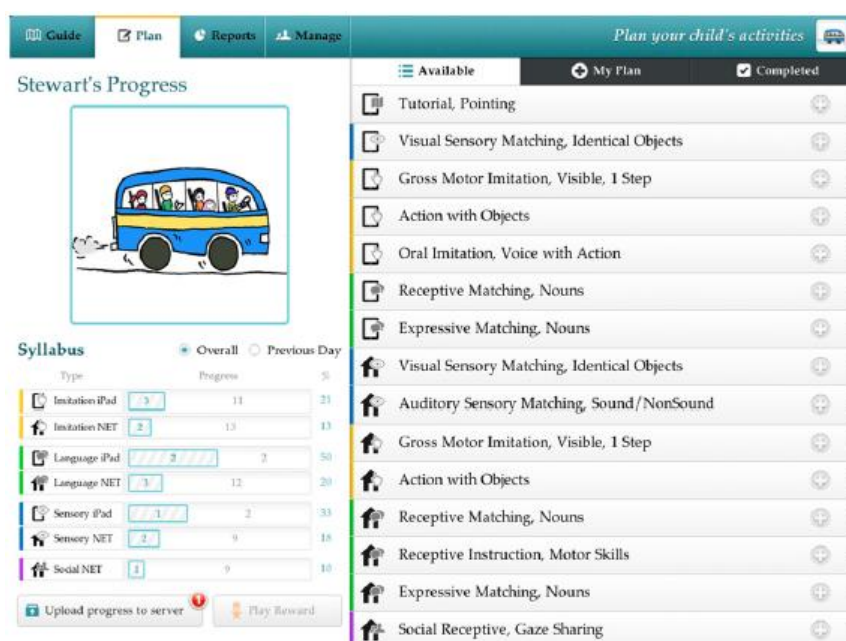 Guide Plan Reports Manage Plan your child's activities
Stewart's Progress
Syllabus
Overall Previous Day
Type Progress %
Imitation iPad 3 11 21
Imitation NET 2 13 13
Language iPad 2 2 50
Language NET 3 12 20
Sensory iPad 1 2 33
Sensory NET 2 9 18
Social NET 1 9 10
Upload progress to server ! Play Reward
Available My Plan Completed
Tutorial, Pointing
Visual Sensory Matching, Identical Objects
Gross Motor Imitation, Visible, 1 Step
Action with Objects
Oral Imitation, Voice with Action
Receptive Matching, Nouns
Expressive Matching, Nouns
Visual Sensory Matching, Identical Objects
Auditory Sensory Matching, Sound/NonSound
Gross Motor Imitation, Visible, 1 Step
Action with Objects
Receptive Matching, Nouns
Receptive Instruction, Motor Skills
Expressive Matching, Nouns
Social Receptive, Gaze Sharing